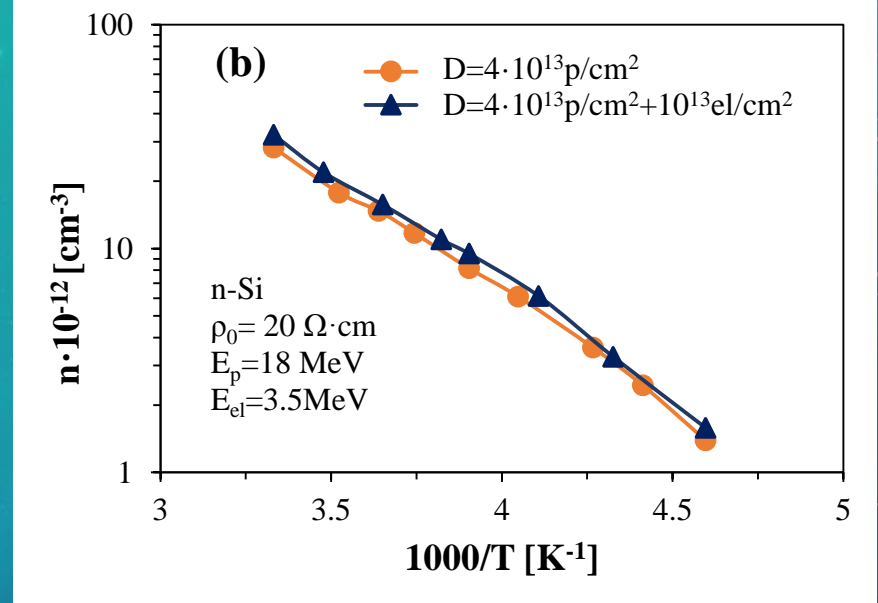 100
(b)
D=4·10¹³p/cm²
D=4·10¹³p/cm²+10¹³el/cm²
n·10⁻¹² [cm⁻³]
10
n-Si
ρ₀= 20 Ω·cm
Eₚ=18 MeV
Eₑₗ=3.5MeV
1
3 3.5 4 4.5 5
1000/T [K⁻¹]